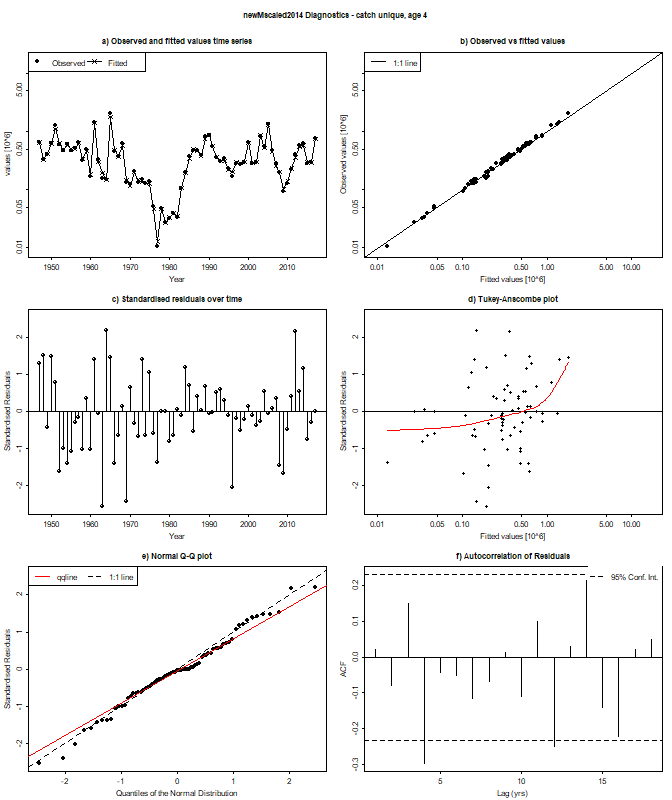 newMscaled2014 Diagnostics - catch unique, age 4
a) Observed and fitted values time series
Observed Fitted
values [10^6]
5.00
0.50
0.05
0.01
1950 1960 1970 1980 1990 2000 2010
Year
b) Observed vs fitted values
1:1 line
Observed values [10^6]
5.00
0.50
0.05
0.01
0.01 0.05 0.10 0.50 1.00 5.00 10.00
Fitted values [10^6]
c) Standardised residuals over time
Standardised Residuals
2
1
0
-1
-2
1950 1960 1970 1980 1990 2000 2010
Year
d) Tukey-Anscombe plot
Standardised Residuals
2
1
0
-1
-2
0.01 0.05 0.10 0.50 1.00 5.00 10.00
Fitted values [10^6]
e) Normal Q-Q plot
qqline 1:1 line
Standardised Residuals
2
1
0
-1
-2
-2 -1 0 1 2
Quantiles of the Normal Distribution
f) Autocorrelation of Residuals
95% Conf. Int.
ACF
0.2
0.1
0.0
-0.1
-0.2
-0.3
5 10 15
Lag (yrs)